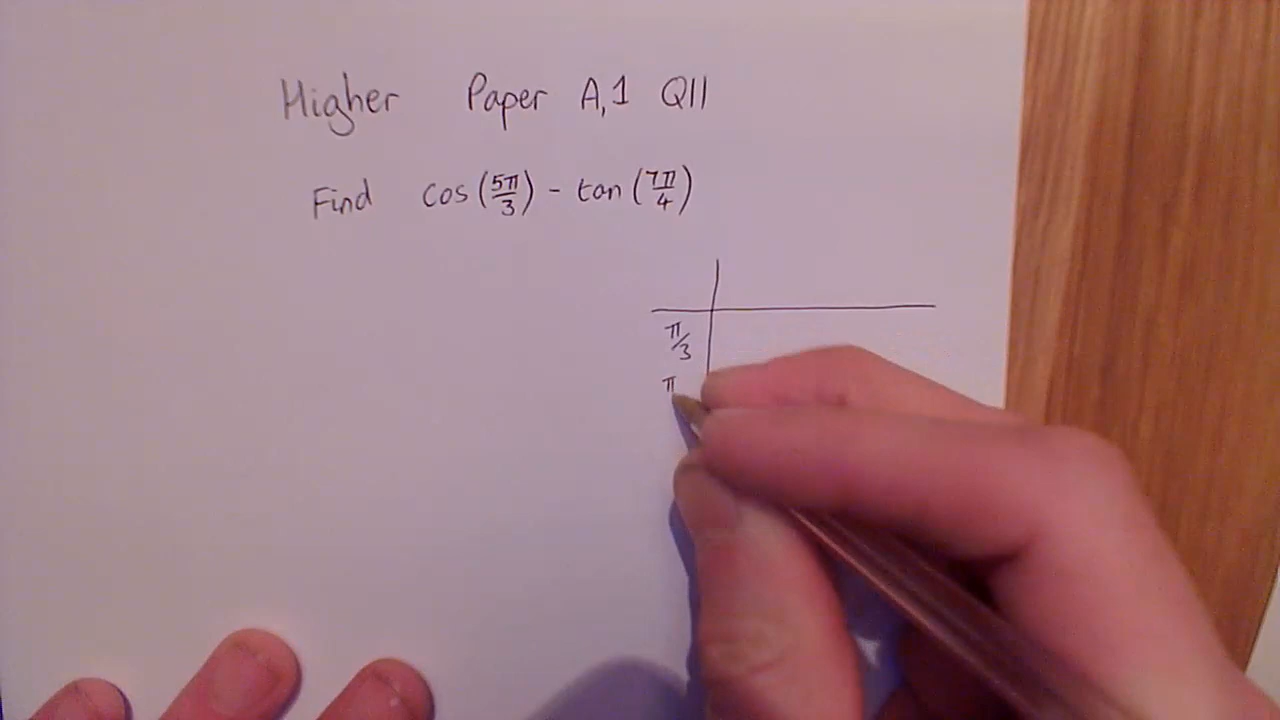 Higher Paper A,1 Q11
Find cos(5π/3) - tan(7π/4)
π/3
π